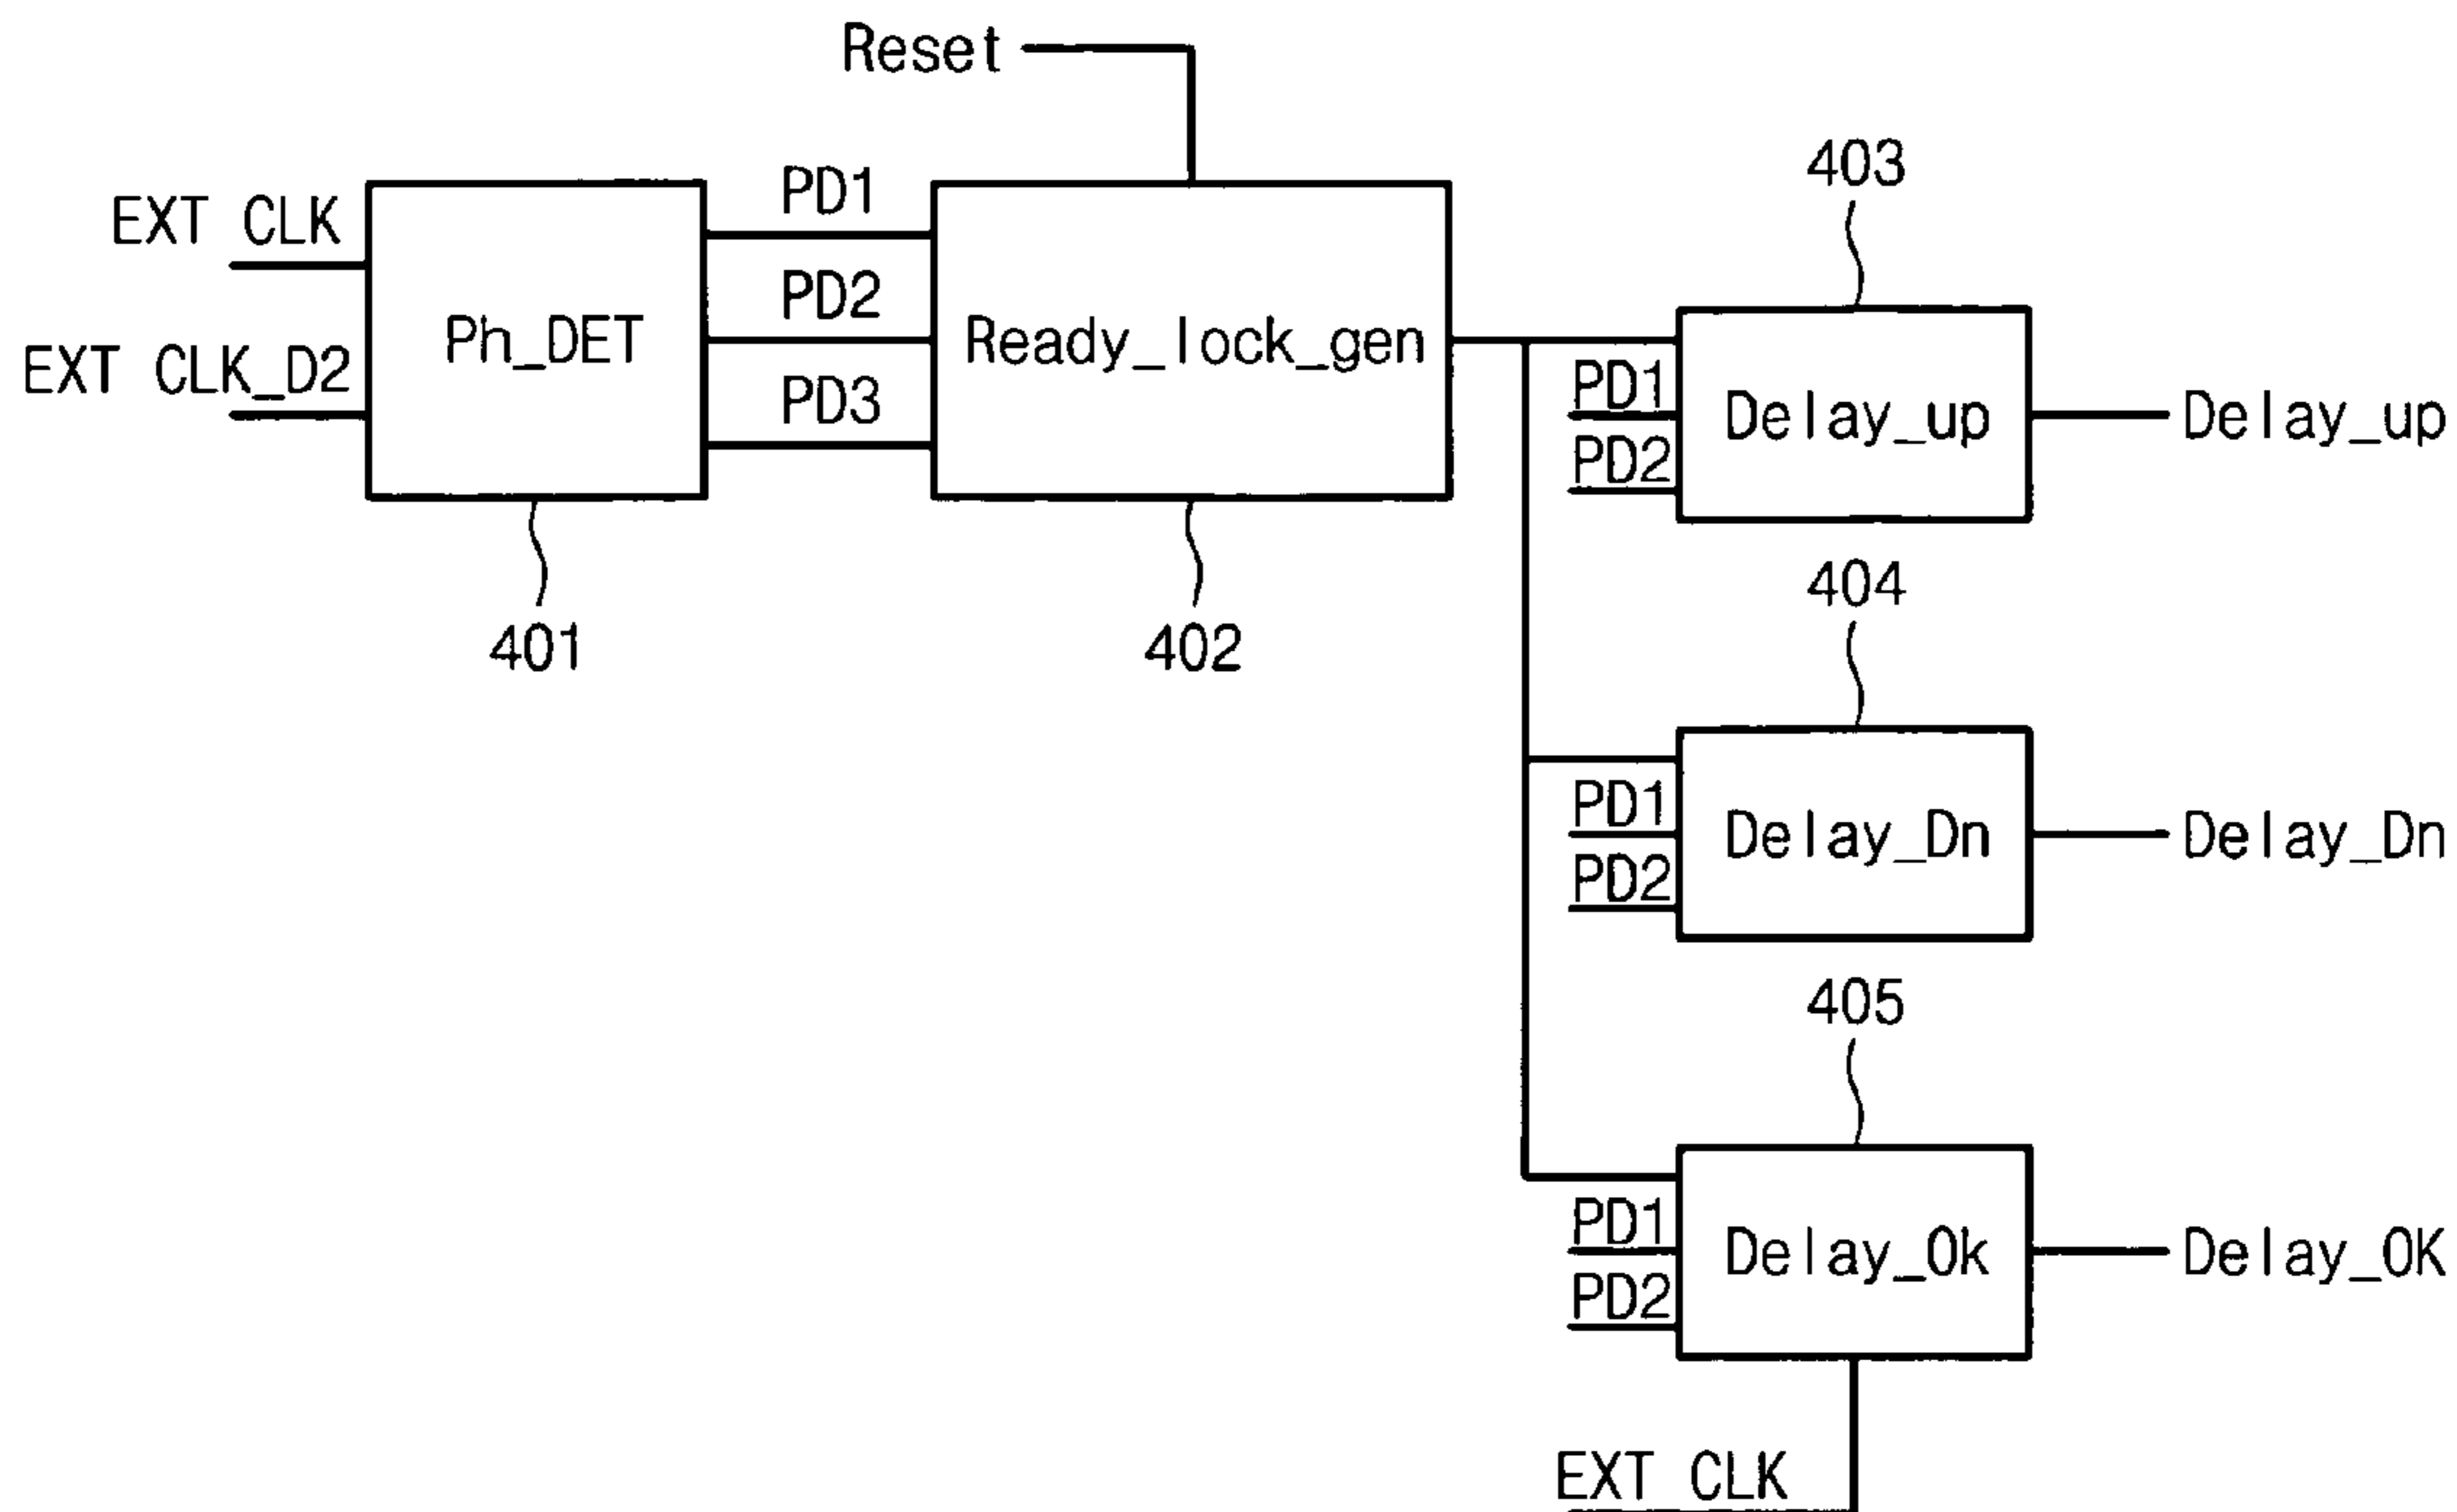 Reset
EXT CLK
EXT CLK_D2
Ph_DET
401
PD1
PD2
PD3
Ready_lock_gen
402
403
PD1
PD2
Delay_up
Delay_up
404
PD1
PD2
Delay_Dn
Delay_Dn
405
PD1
PD2
Delay_Ok
Delay_OK
EXT CLK